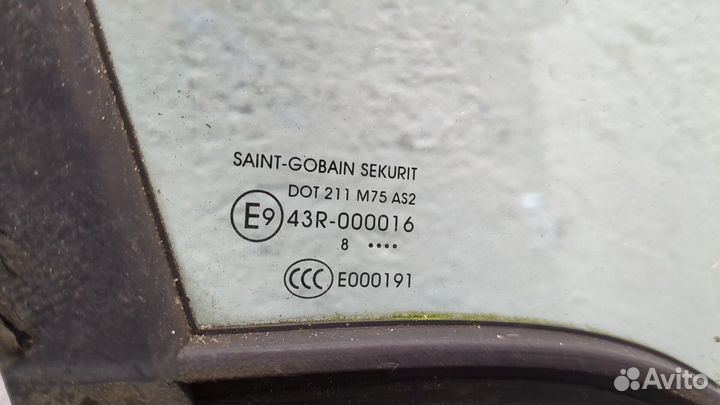 SAINT-GOBAIN SEKURIT
DOT 211 M75 AS2
E9 43R-000016
8 ••••
CCC E000191
Avito